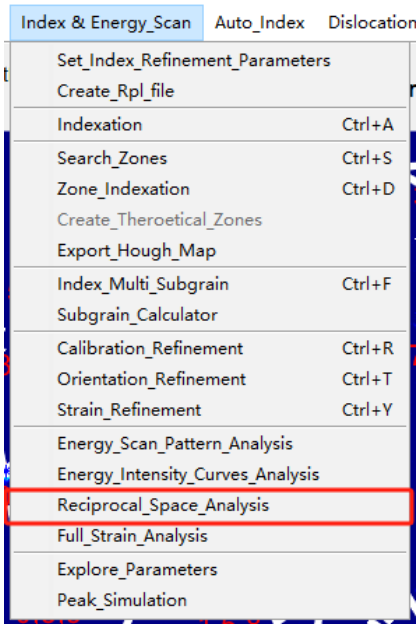 Index & Energy_Scan Auto_Index Dislocation
Set_Index_Refinement_Parameters
Create_Rpl_file
Indexation Ctrl+A
Search_Zones Ctrl+S
Zone_Indexation Ctrl+D
Create_Theroetical_Zones
Export_Hough_Map
Index_Multi_Subgrain Ctrl+F
Subgrain_Calculator
Calibration_Refinement Ctrl+R
Orientation_Refinement Ctrl+T
Strain_Refinement Ctrl+Y
Energy_Scan_Pattern_Analysis
Energy_Intensity_Curves_Analysis
Reciprocal_Space_Analysis
Full_Strain_Analysis
Explore_Parameters
Peak_Simulation